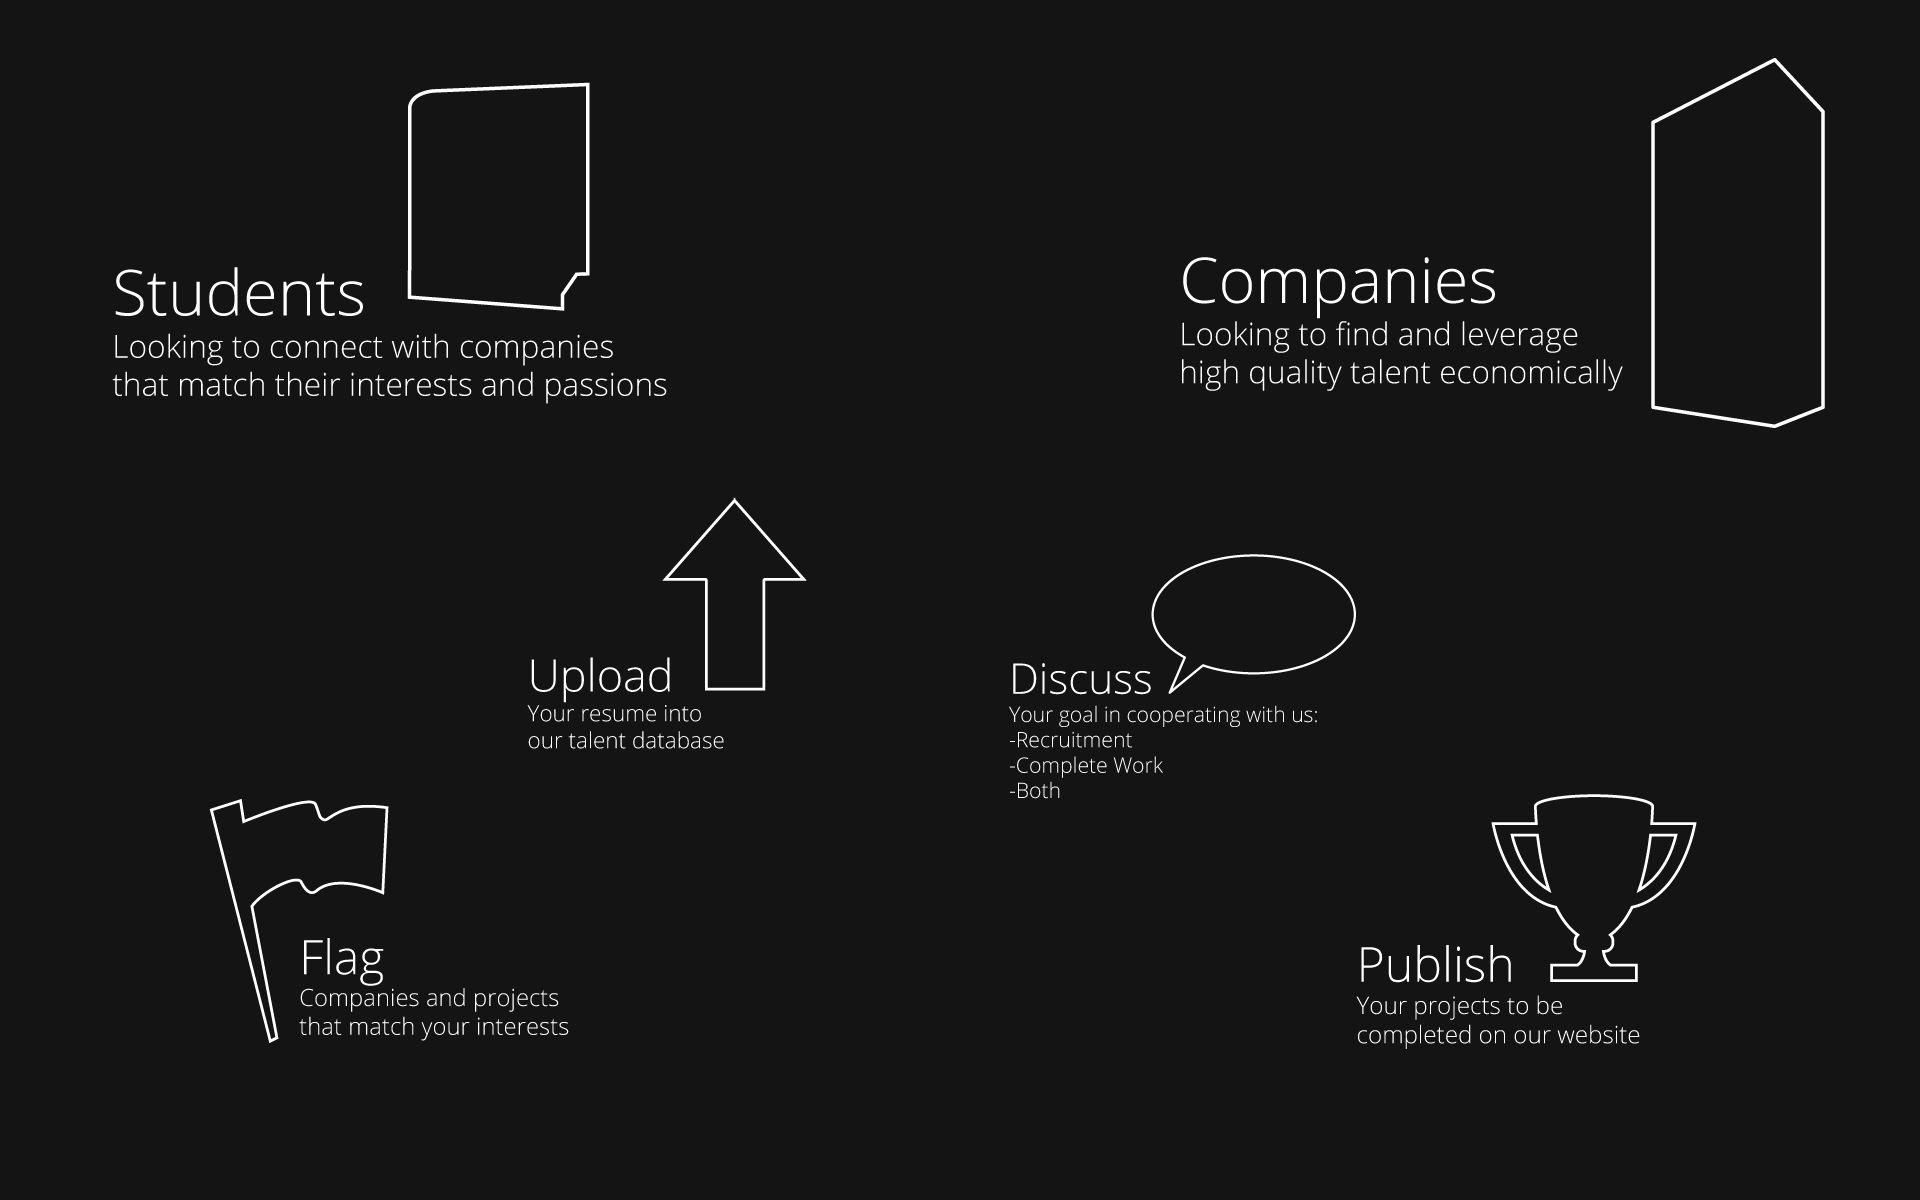 Students
Looking to connect with companies
that match their interests and passions
Companies
Looking to find and leverage
high quality talent economically
Upload
Your resume into
our talent database
Discuss
Your goal in cooperating with us:
-Recruitment
-Complete Work
-Both
Flag
Companies and projects
that match your interests
Publish
Your projects to be
completed on our website